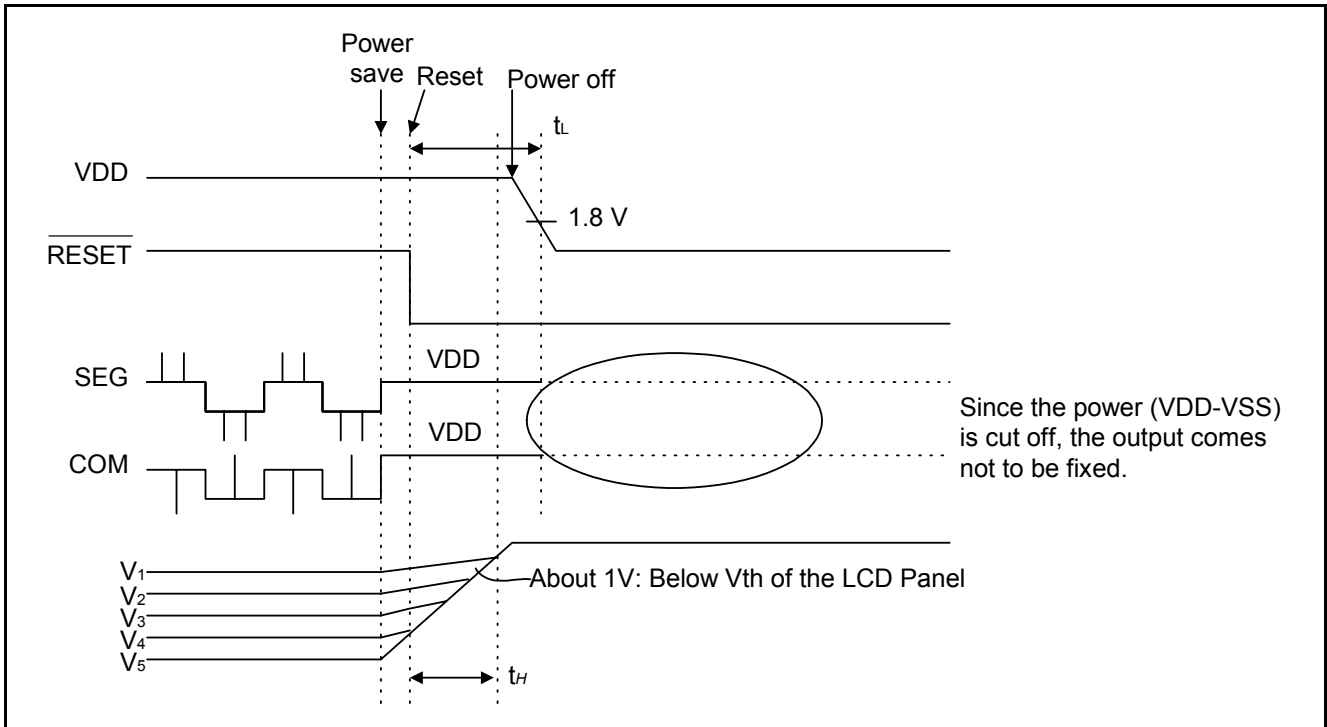 Power
save
Reset
Power off
tL
VDD
1.8 V
RESET
VDD
SEG
VDD
COM
Since the power (VDD-VSS)
is cut off, the output comes
not to be fixed.
V1
V2
V3
V4
V5
About 1V: Below Vth of the LCD Panel
tH